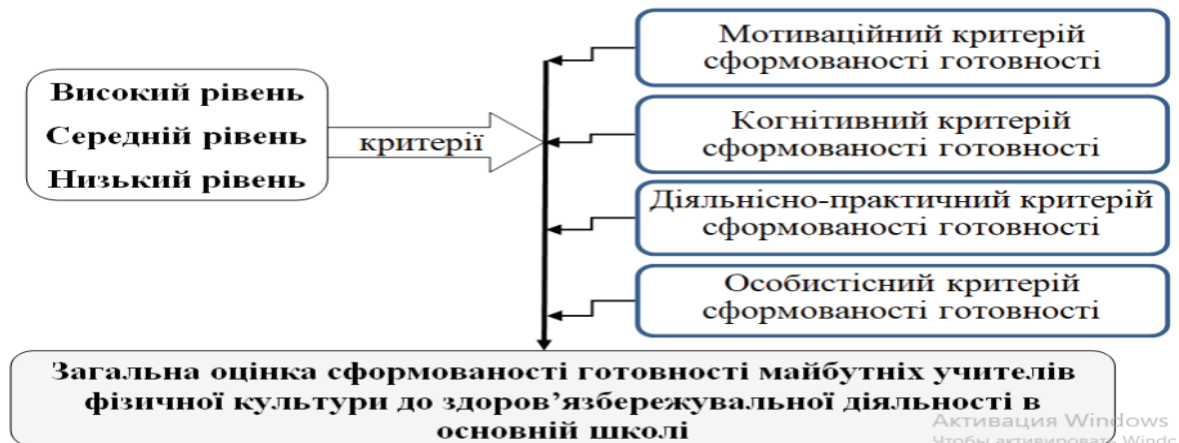 Високий рівень
Середній рівень
Низький рівень
критерії
Мотиваційний критерій
сформованості готовності
Когнітивний критерій
сформованості готовності
Діяльнісно-практичний критерій
сформованості готовності
Особистісний критерій
сформованості готовності
Загальна оцінка сформованості готовності майбутніх учителів
фізичної культури до здоров’язбережувальної діяльності в
основній школі
Активация Windows
Чтобы активировать